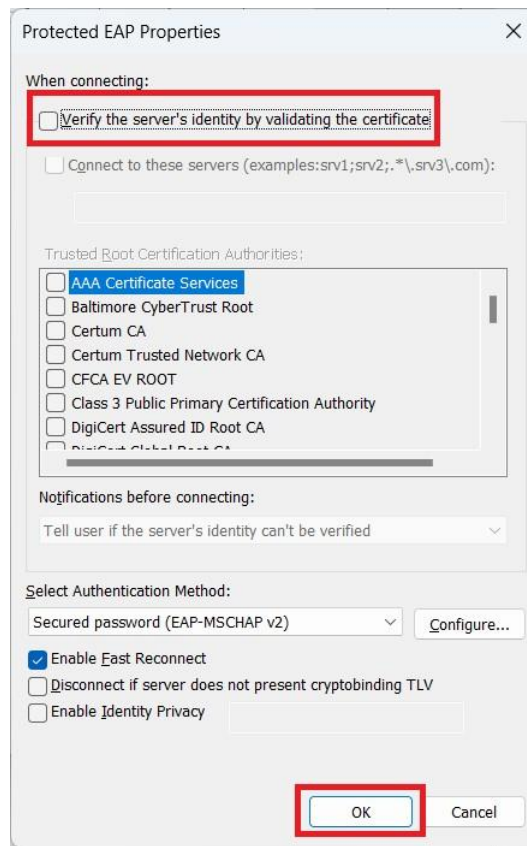 Protected EAP Properties
When connecting:
Verify the server's identity by validating the certificate
Connect to these servers (examples:srv1;srv2;.*\.srv3\.com):
Trusted Root Certification Authorities:
AAA Certificate Services
Baltimore CyberTrust Root
Certum CA
Certum Trusted Network CA
CFCA EV ROOT
Class 3 Public Primary Certification Authority
DigiCert Assured ID Root CA
DigiCert Global Root CA
Notifications before connecting:
Tell user if the server's identity can't be verified
Select Authentication Method:
Secured password (EAP-MSCHAP v2) Configure...
Enable Fast Reconnect
Disconnect if server does not present cryptobinding TLV
Enable Identity Privacy
OK Cancel